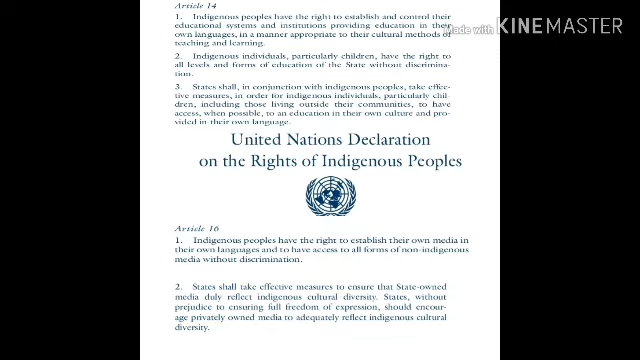 Article 14
1. Indigenous peoples have the right to establish and control their
educational systems and institutions providing education in their
own languages, in a manner appropriate to their cultural methods of
teaching and learning.
Made with KINEMASTER
2. Indigenous individuals, particularly children, have the right to
all levels and forms of education of the State without discrimina-
tion.
3. States shall, in conjunction with indigenous peoples, take effec-
tive measures, in order for indigenous individuals, particularly chil-
dren, including those living outside their communities, to have
access, when possible, to an education in their own culture and pro-
vided in their own language.
United Nations Declaration
on the Rights of Indigenous Peoples
Article 16
1. Indigenous peoples have the right to establish their own media in
their own languages and to have access to all forms of non-indigenous
media without discrimination.
2. States shall take effective measures to ensure that State-owned
media duly reflect indigenous cultural diversity. States, without
prejudice to ensuring full freedom of expression, should encour-
age privately owned media to adequately reflect indigenous cultural
diversity.